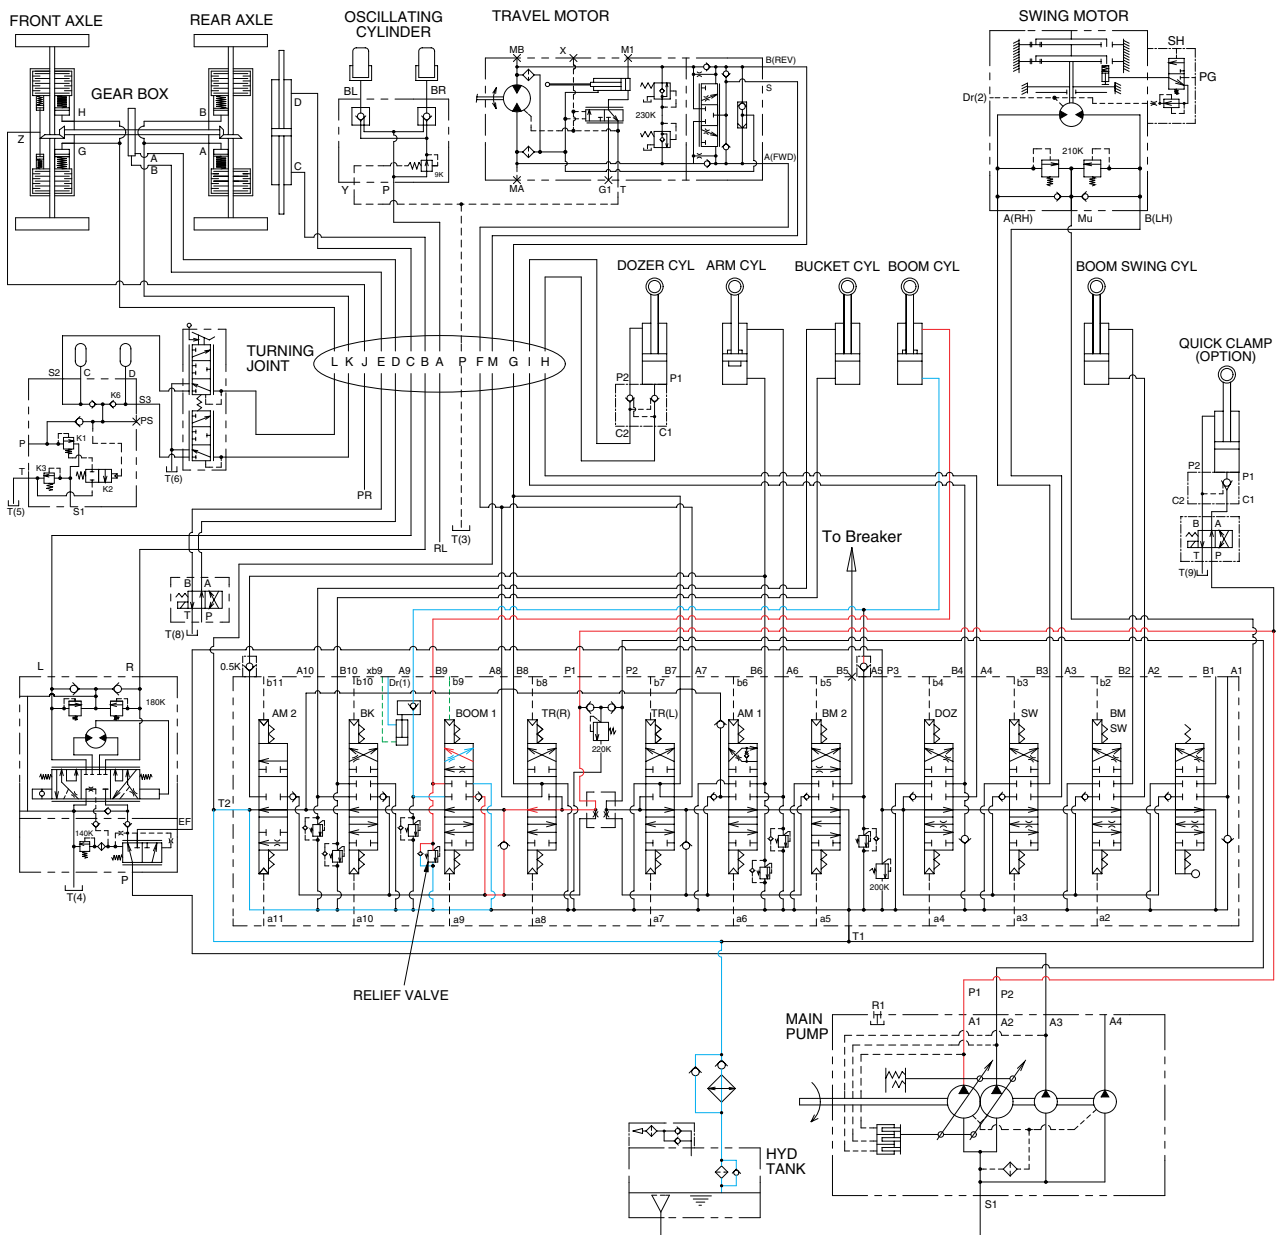 FRONT AXLE
REAR AXLE
OSCILLATING
CYLINDER
TRAVEL MOTOR
SWING MOTOR
MB
X
M1
B(REV)
S
SH
PG
BL
BR
D
GEAR BOX
B
H
Dr(2)
230K
Z
G
A
A
B
C
210K
9K
Y
P
MA
G1
T
A(FWD)
A(RH)
Mu
B(LH)
DOZER CYL
ARM CYL
BUCKET CYL
BOOM CYL
BOOM SWING CYL
QUICK CLAMP
(OPTION)
TURNING
JOINT
L K J E D C B A P F M G I H
S2
C
D
P2
P1
K6
S3
PS
P
K1
C2
C1
T
K3
K2
T(5)
S1
T(6)
P2
P1
C2
C1
PR
B
A
T
P
T(9)
RL
T(3)
To Breaker
B
A
T
P
T(8)
L
R
0.5K
A10
B10
xb9
A9
B9
A8
B8
P1
P2
B7
A7
B6
A6
B5
A5
P3
B4
A4
B3
A3
B2
A2
B1
A1
b11
b10
Dr(1)
b9
b8
b7
b6
b5
b4
b3
b2
180K
AM 2
BK
BOOM 1
TR(R)
TR(L)
AM 1
BM 2
DOZ
SW
BM
SW
220K
T2
EF
140K
P
T(4)
200K
a11
a10
a9
a8
a7
a6
a5
a4
a3
a2
T1
RELIEF VALVE
P1
P2
R1
MAIN
PUMP
A1
A2
A3
A4
HYD
TANK
S1